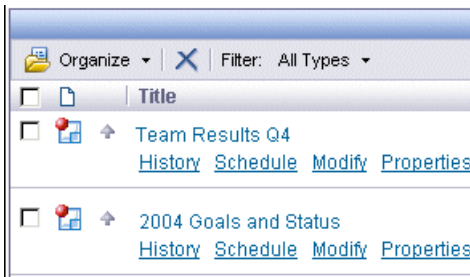 Organize Filter: All Types
Title
Team Results Q4
History Schedule Modify Properties
2004 Goals and Status
History Schedule Modify Properties